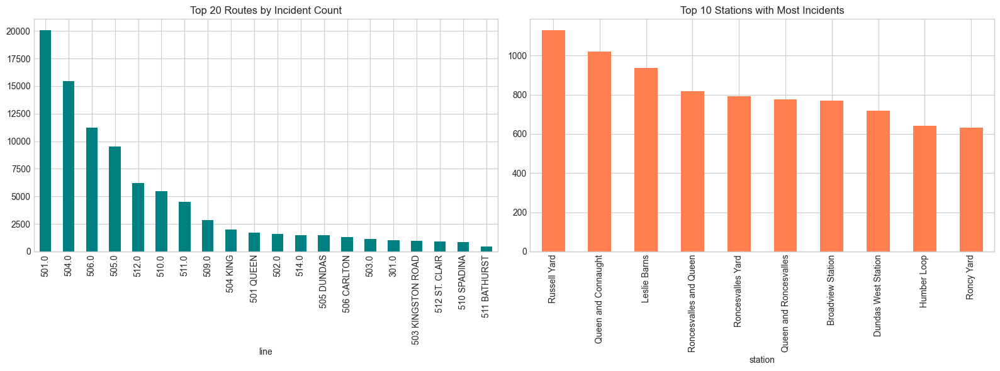 Top 20 Routes by Incident Count
20000
17500
15000
12500
10000
7500
5000
2500
0
501.0
504.0
506.0
505.0
512.0
510.0
511.0
509.0
504 KING
501 QUEEN
502.0
514.0
505 DUNDAS
506 CARLTON
503.0
301.0
503 KINGSTON ROAD
512 ST. CLAIR
510 SPADINA
511 BATHURST
line
Top 10 Stations with Most Incidents
1000
800
600
400
200
0
Russell Yard
Queen and Connaught
Leslie Barns
Roncesvalles and Queen
Roncesvalles Yard
Queen and Roncesvalles
Broadview Station
Dundas West Station
Humber Loop
Roncy Yard
station